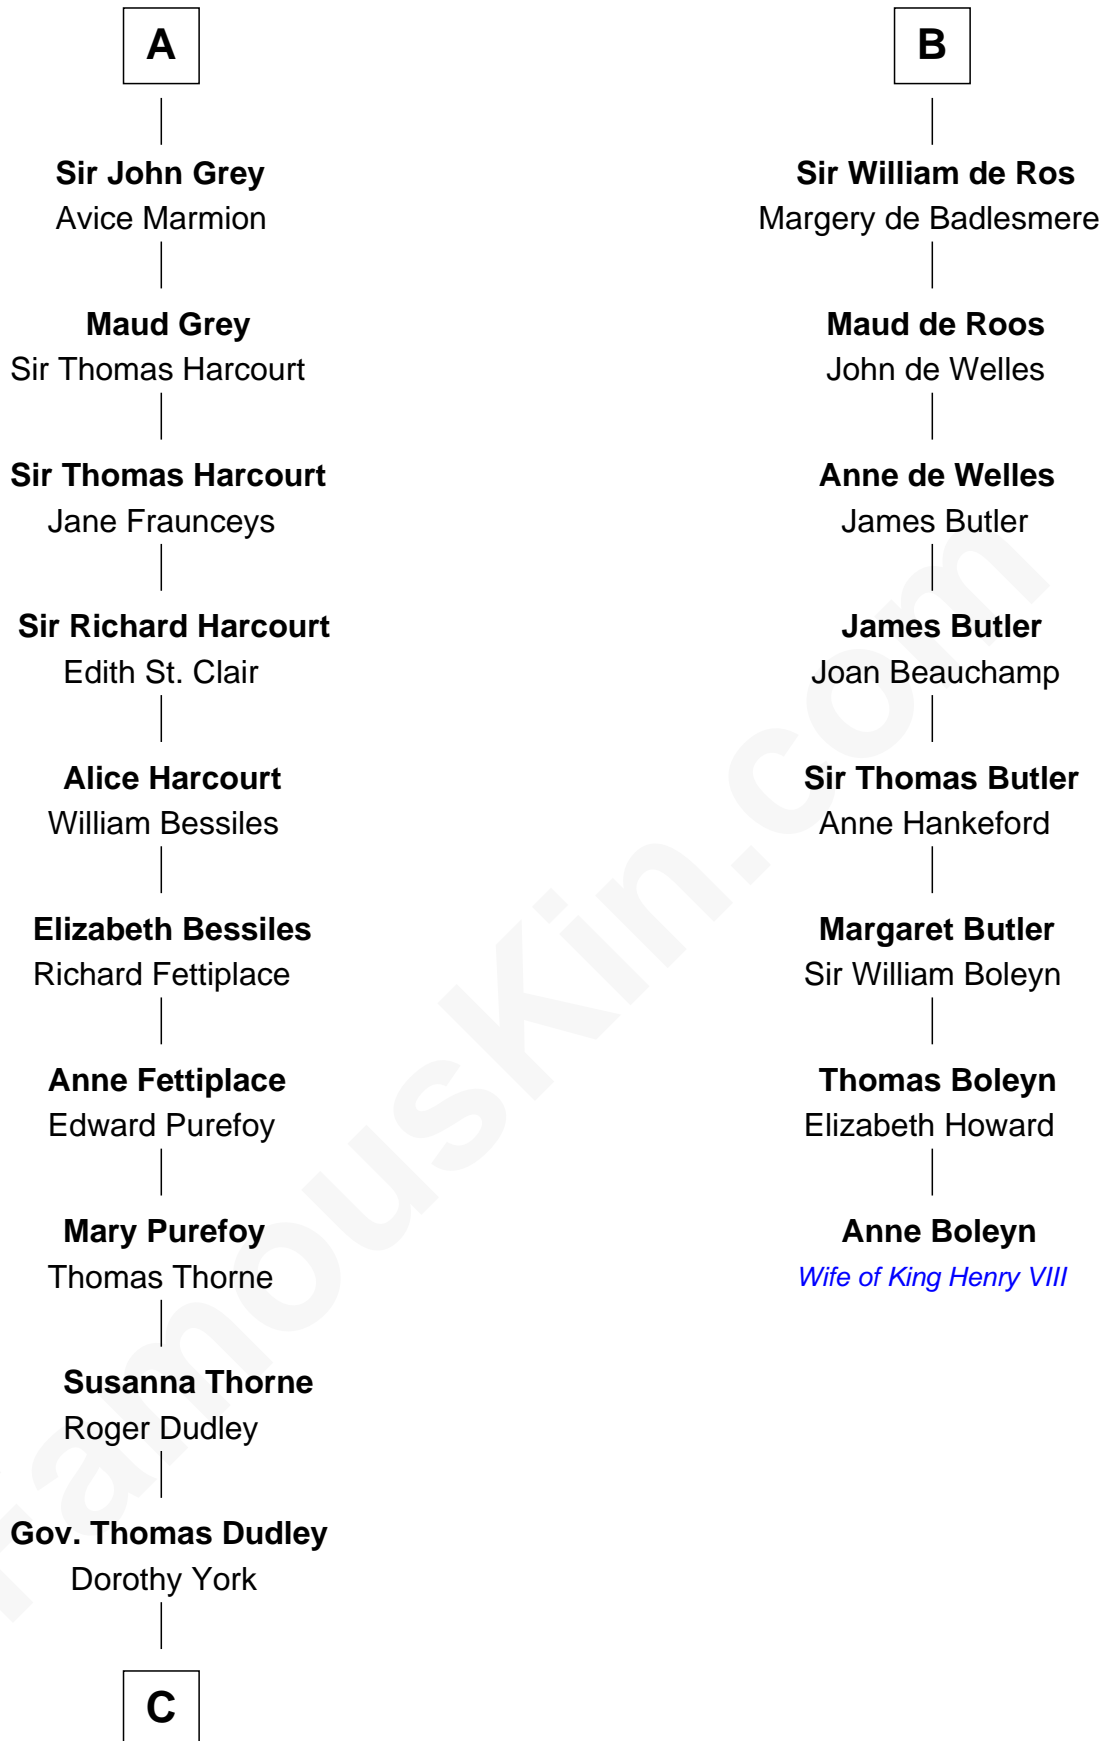 A
Sir John Grey
Avice Marmion
Maud Grey
Sir Thomas Harcourt
Sir Thomas Harcourt
Jane Fraunceys
Sir Richard Harcourt
Edith St. Clair
Alice Harcourt
William Bessiles
Elizabeth Bessiles
Richard Fettiplace
Anne Fettiplace
Edward Purefoy
Mary Purefoy
Thomas Thorne
Susanna Thorne
Roger Dudley
Gov. Thomas Dudley
Dorothy York
C
B
Sir William de Ros
Margery de Badlesmere
Maud de Roos
John de Welles
Anne de Welles
James Butler
James Butler
Joan Beauchamp
Sir Thomas Butler
Anne Hankeford
Margaret Butler
Sir William Boleyn
Thomas Boleyn
Elizabeth Howard
Anne Boleyn
Wife of King Henry VIII
FamousKin.com